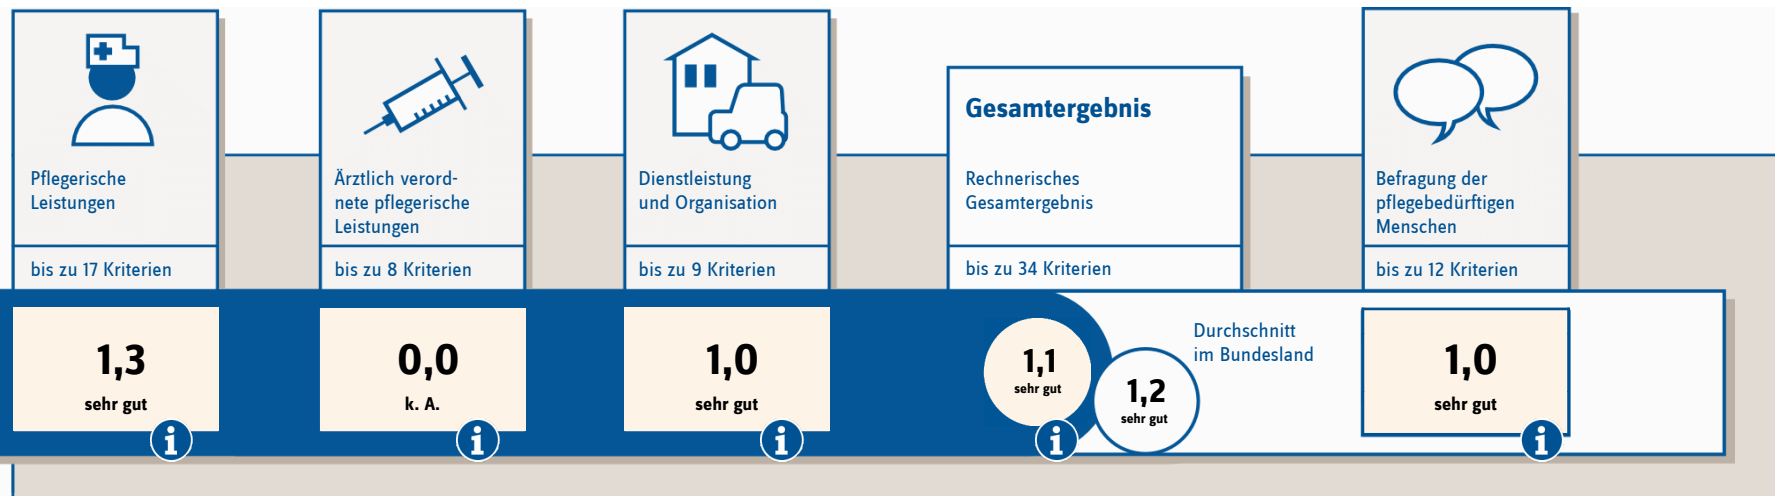 Pflegerische
Leistungen
bis zu 17 Kriterien
1,3
sehr gut
i
Ärztlich verord-
nete pflegerische
Leistungen
bis zu 8 Kriterien
0,0
k. A.
i
Dienstleistung
und Organisation
bis zu 9 Kriterien
1,0
sehr gut
i
Gesamtergebnis
Rechnerisches
Gesamtergebnis
bis zu 34 Kriterien
1,1
sehr gut
i
1,2
sehr gut
Durchschnitt
im Bundesland
Befragung der
pflegebedürftigen
Menschen
bis zu 12 Kriterien
1,0
sehr gut
i